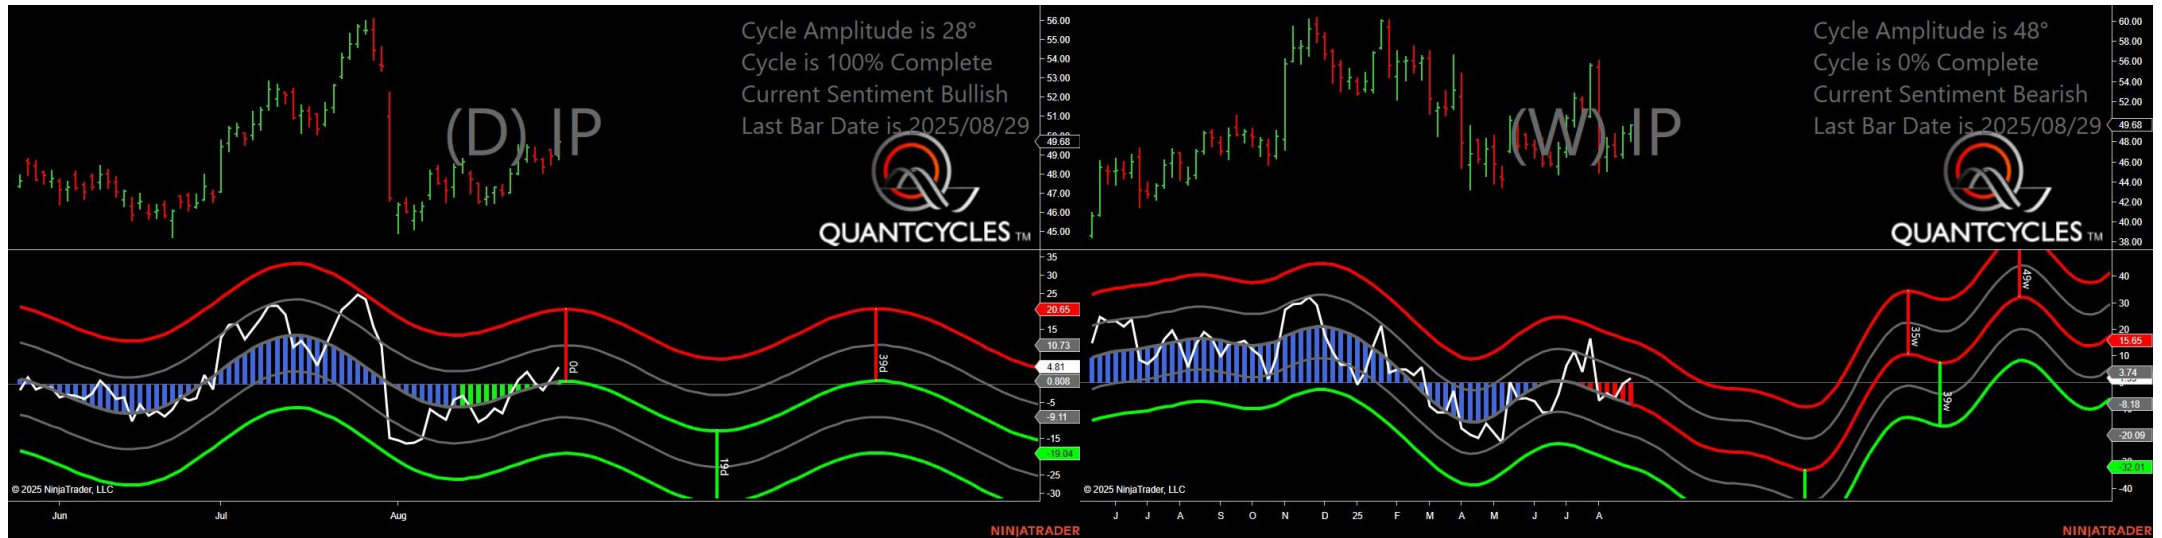 Cycle Amplitude is 28°
Cycle is 100% Complete
Current Sentiment Bullish
Last Bar Date is 2025/08/29
(D) IP
QUANTCYCLES TM
56.00
55.00
54.00
53.00
52.00
51.00
49.68
49.00
48.00
47.00
46.00
45.00
35
30
25
20.65
15
10.73
4.81
0.808
-5
-9.11
-15
-19.04
-25
-30
0d
19d
39d
© 2025 NinjaTrader, LLC
Jun
Jul
Aug
NINJATRADER
Cycle Amplitude is 48°
Cycle is 0% Complete
Current Sentiment Bearish
Last Bar Date is 2025/08/29
(W) IP
QUANTCYCLES TM
60.00
58.00
56.00
54.00
52.00
49.68
48.00
46.00
44.00
42.00
40.00
38.00
40
30
20
15.65
10
3.74
-8.18
-20.09
-32.01
-40
35w
39w
49w
© 2025 NinjaTrader, LLC
J
J
A
S
O
N
D
25
F
M
A
M
J
J
A
NINJATRADER